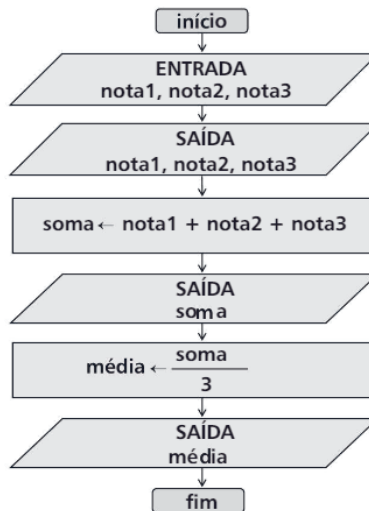 início
ENTRADA
nota1, nota2, nota3
SAÍDA
nota1, nota2, nota3
soma ← nota1 + nota2 + nota3
SAÍDA
soma
média ← soma
3
SAÍDA
média
fim